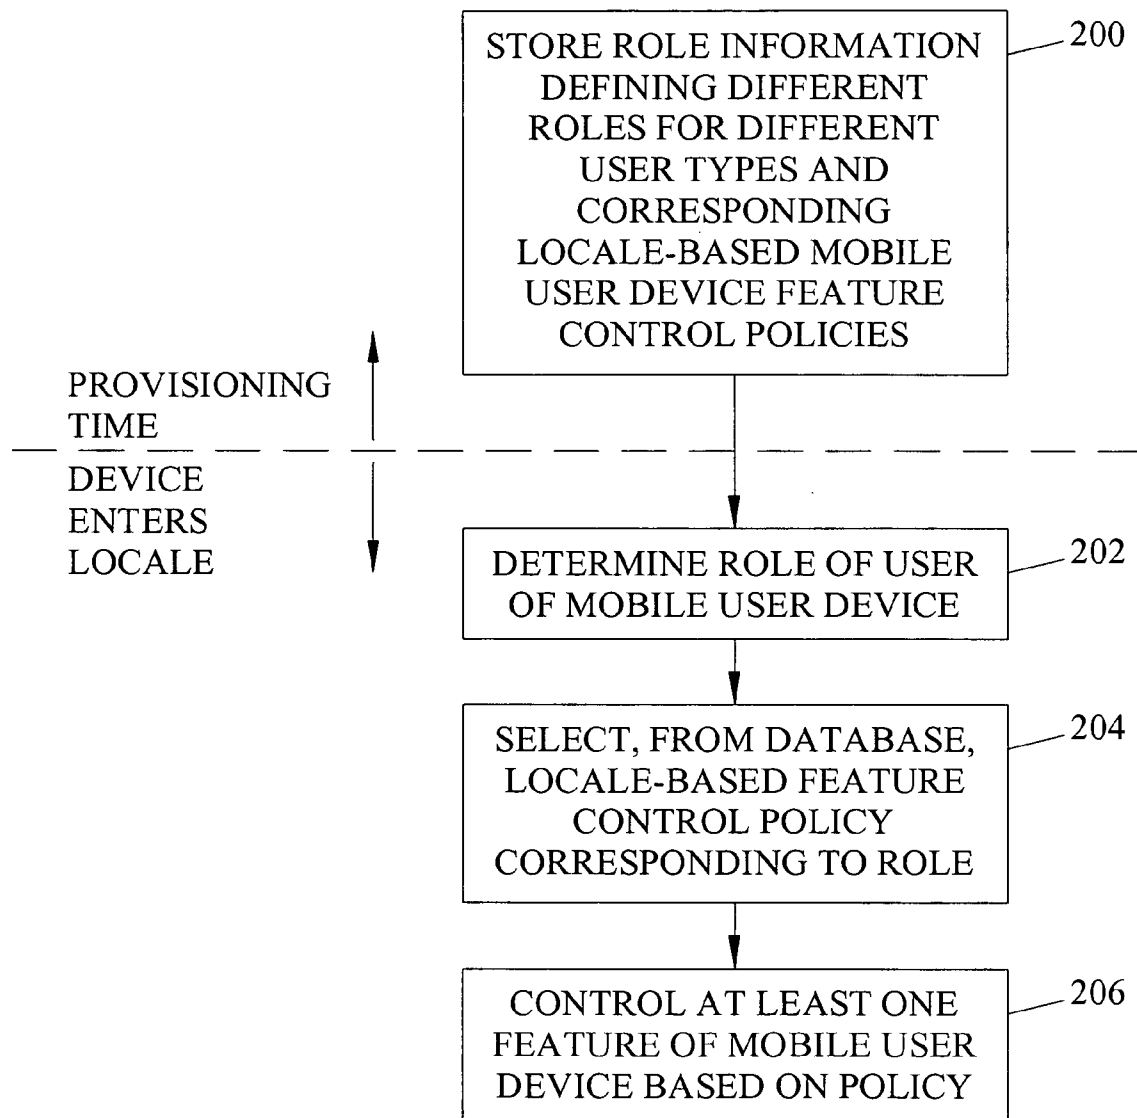 STORE ROLE INFORMATION
DEFINING DIFFERENT
ROLES FOR DIFFERENT
USER TYPES AND
CORRESPONDING
LOCALE-BASED MOBILE
USER DEVICE FEATURE
CONTROL POLICIES
200
PROVISIONING
TIME
DEVICE
ENTERS
LOCALE
DETERMINE ROLE OF USER
OF MOBILE USER DEVICE
202
SELECT, FROM DATABASE,
LOCALE-BASED FEATURE
CONTROL POLICY
CORRESPONDING TO ROLE
204
CONTROL AT LEAST ONE
FEATURE OF MOBILE USER
DEVICE BASED ON POLICY
206